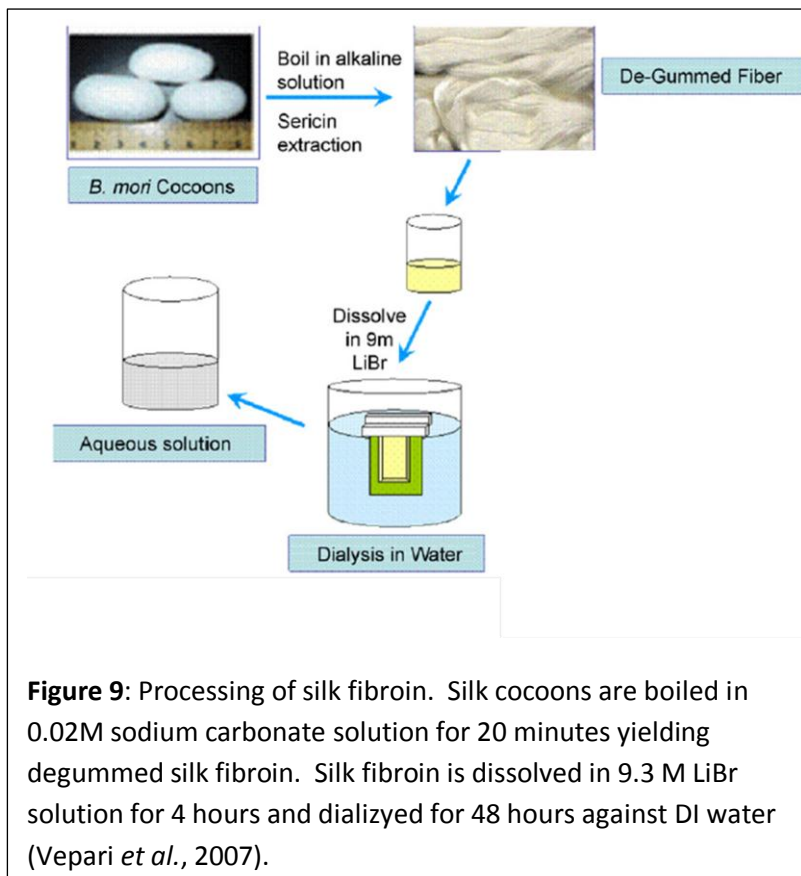 Boil in alkaline
solution
Sericin
extraction
De-Gummed Fiber
B. mori Cocoons
Dissolve
in 9m
LiBr
Aqueous solution
Dialysis in Water
Figure 9: Processing of silk fibroin. Silk cocoons are boiled in
0.02M sodium carbonate solution for 20 minutes yielding
degummed silk fibroin. Silk fibroin is dissolved in 9.3 M LiBr
solution for 4 hours and dializyed for 48 hours against DI water
(Vepari et al., 2007).